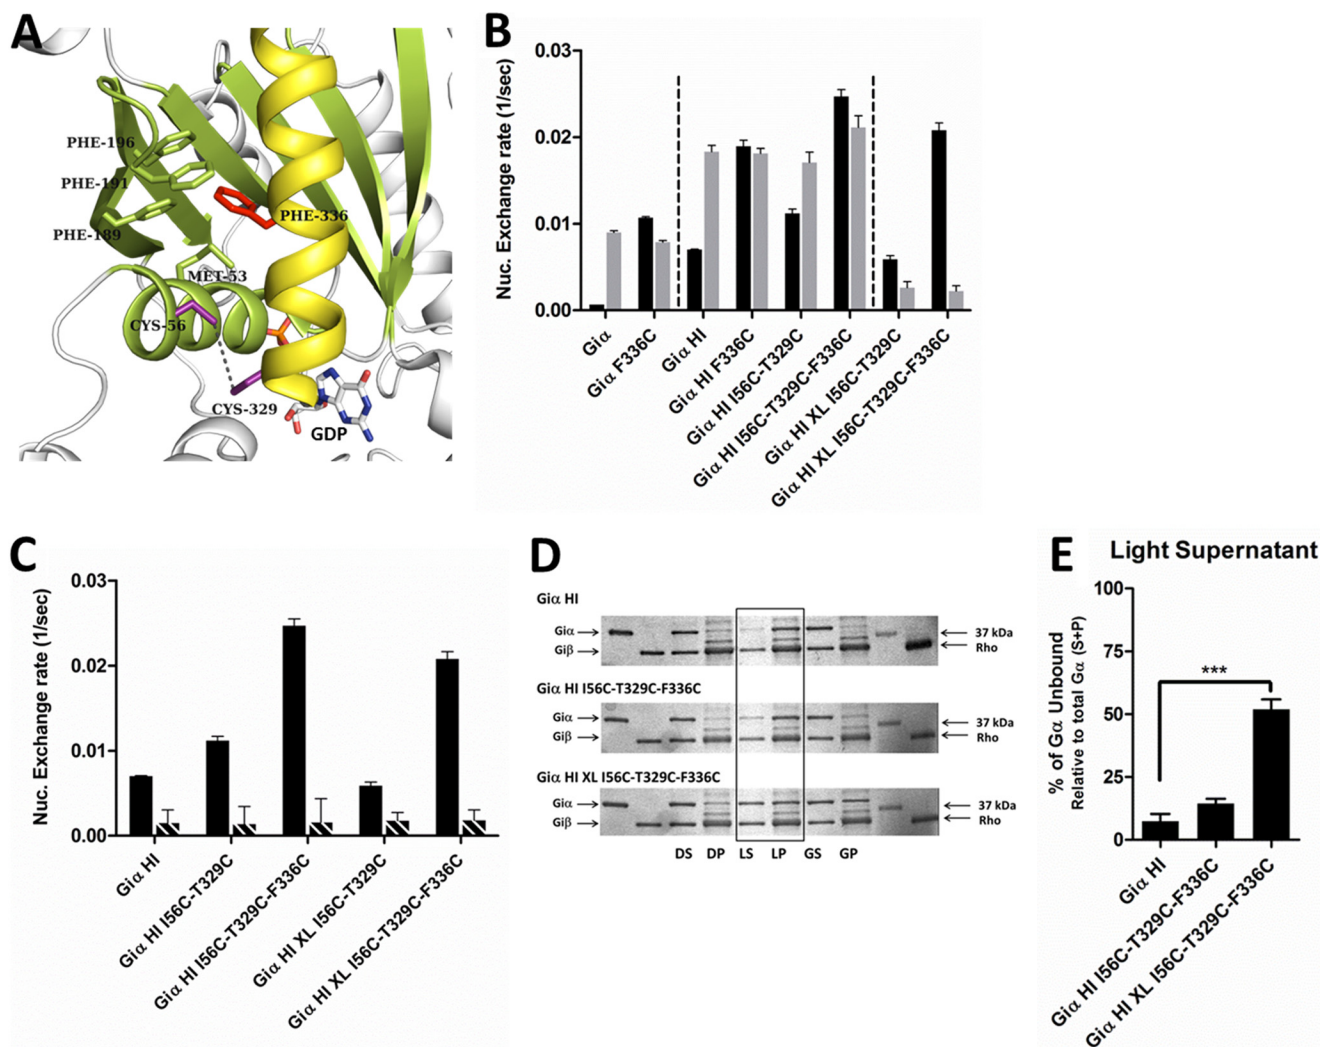 A
PHE-196
PHE-191
PHE-189
PHE-336
MET-53
CYS-56
CYS-329
GDP
B
Nuc. Exchange rate (1/sec)
0.03
0.02
0.01
0.00
Giα
Giα F336C
Giα HI
Giα HI F336C
Giα HI I56C-T329C
Giα HI I56C-T329C-F336C
Giα HI XL I56C-T329C
Giα HI XL I56C-T329C-F336C
C
Nuc. Exchange rate (1/sec)
0.03
0.02
0.01
0.00
Giα HI
Giα HI I56C-T329C
Giα HI I56C-T329C-F336C
Giα HI XL I56C-T329C
Giα HI XL I56C-T329C-F336C
D
Giα HI
Giα
Giβ
37 kDa
Rho
Giα HI I56C-T329C-F336C
Giα
Giβ
37 kDa
Rho
Giα HI XL I56C-T329C-F336C
Giα
Giβ
37 kDa
Rho
DS DP LS LP GS GP
E
Light Supernatant
% of Gα Unbound
Relative to total Gα (S+P)
100
75
50
25
0
***
Giα HI
Giα HI I56C-T329C-F336C
Giα HI XL I56C-T329C-F336C